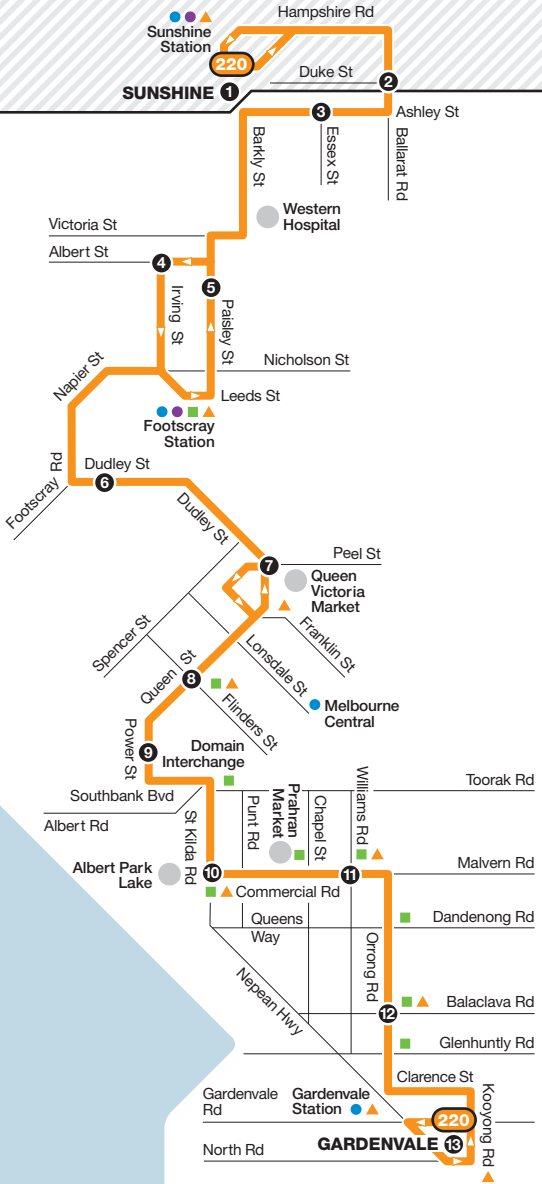 Hampshire Rd
Sunshine
Station
220
Duke St
SUNSHINE 1
2
3
Ashley St
Barkly St
Essex St
Ballarat Rd
Western
Hospital
Victoria St
Albert St
4
5
Irving St
Paisley St
Nicholson St
Napier St
Leeds St
Footscray
Station
Footscray Rd
Dudley St
6
Dudley St
7
Peel St
Queen
Victoria
Market
Spencer St
Lonsdale St
Franklin St
Queen St
8
Flinders St
Melbourne
Central
Power St
9
Domain
Interchange
Southbank Bvd
Albert Rd
St Kilda Rd
Punt Rd
Prahran
Market
Chapel St
Williams Rd
Toorak Rd
Albert Park
Lake
10
11
Malvern Rd
Commercial Rd
Queens
Way
Dandenong Rd
Orrong Rd
Nepean Hwy
Balaclava Rd
12
Glenhuntly Rd
Clarence St
Gardenvale
Rd
Gardenvale
Station
220
Kooyong Rd
GARDENVALE 13
North Rd